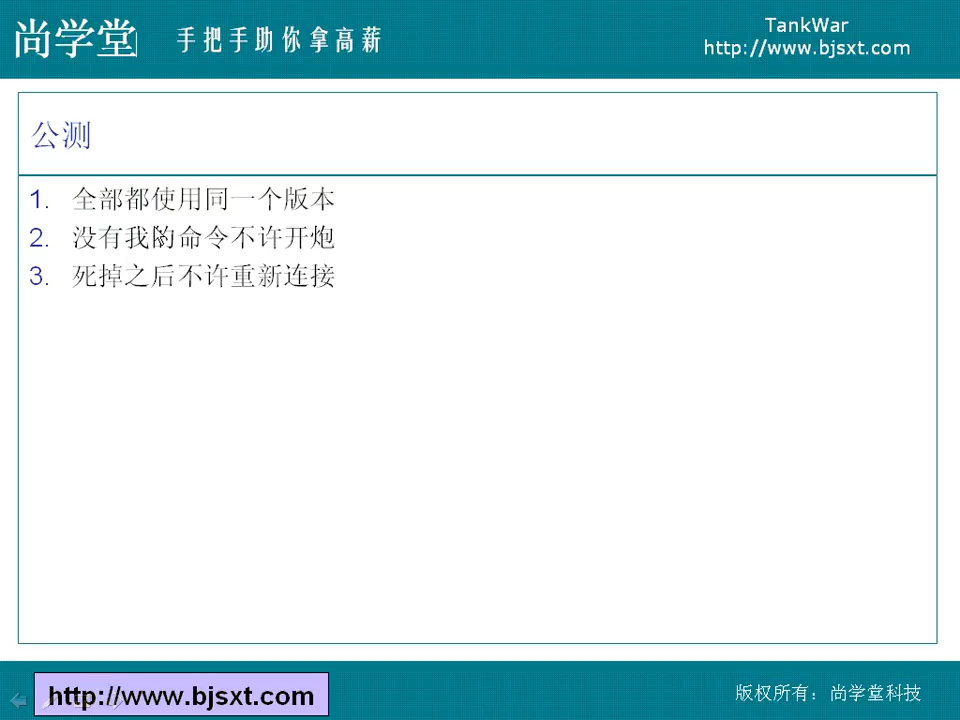 尚学堂 手把手助你拿高薪
TankWar
http://www.bjsxt.com
公测
1. 全部都使用同一个版本
2. 没有我的命令不许开炮
3. 死掉之后不许重新连接
http://www.bjsxt.com
版权所有：尚学堂科技